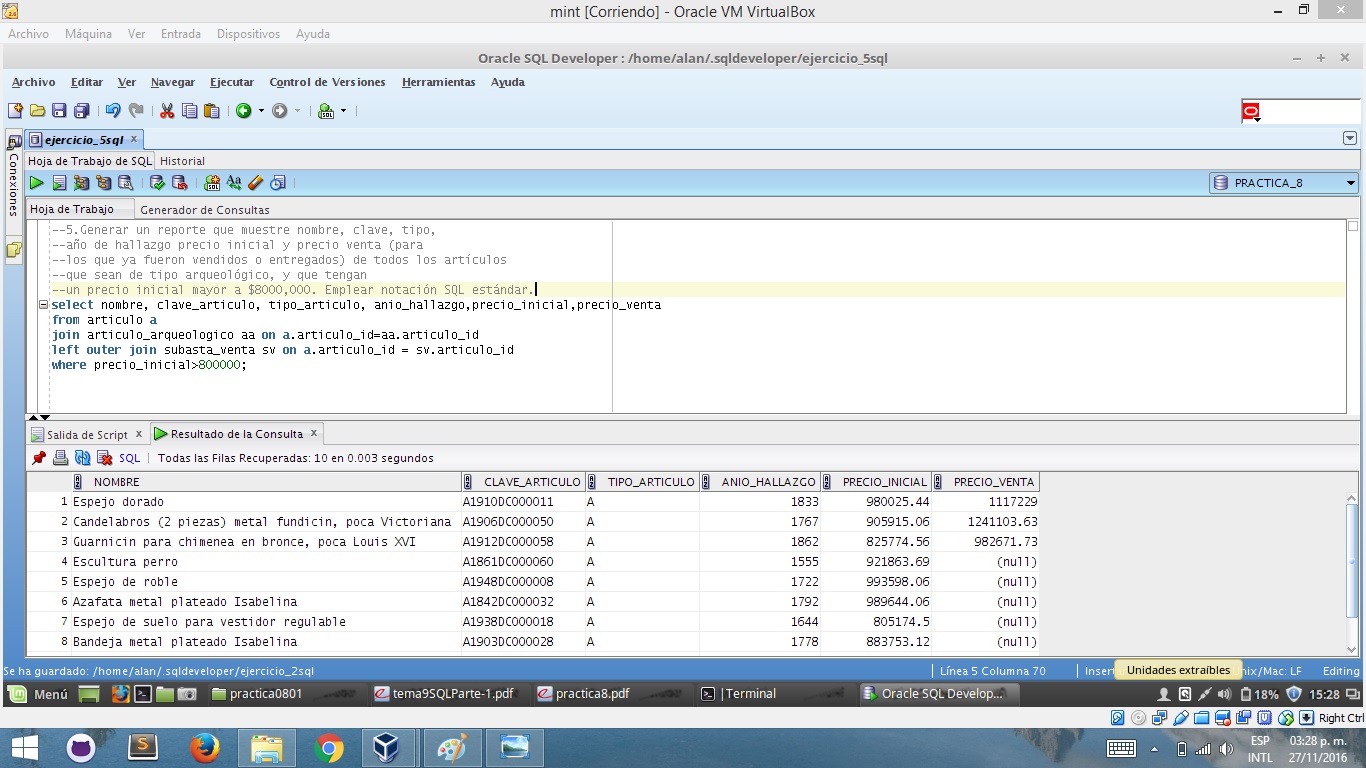 mint [Corriendo] - Oracle VM VirtualBox
Archivo Máquina Ver Entrada Dispositivos Ayuda
Oracle SQL Developer : /home/alan/.sqldeveloper/ejercicio_5sql
Archivo Editar Ver Navegar Ejecutar Control de Versiones Herramientas Ayuda
ejercicio_5sql x
Conexiones
Hoja de Trabajo de SQL Historial
PRACTICA_8
Hoja de Trabajo Generador de Consultas
--5.Generar un reporte que muestre nombre, clave, tipo,
--año de hallazgo precio inicial y precio venta (para
--los que ya fueron vendidos o entregados) de todos los artículos
--que sean de tipo arqueológico, y que tengan
--un precio inicial mayor a $8000,000. Emplear notación SQL estándar.
select nombre, clave_articulo, tipo_articulo, anio_hallazgo,precio_inicial,precio_venta
from articulo a
join articulo_arqueologico aa on a.articulo_id=aa.articulo_id
left outer join subasta_venta sv on a.articulo_id = sv.articulo_id
where precio_inicial>800000;
Salida de Script x Resultado de la Consulta x
SQL Todas las Filas Recuperadas: 10 en 0.003 segundos
NOMBRE CLAVE_ARTICULO TIPO_ARTICULO ANIO_HALLAZGO PRECIO_INICIAL PRECIO_VENTA
1 Espejo dorado A1910DC000011 A 1833 980025.44 1117229
2 Candelabros (2 piezas) metal fundicin, poca Victoriana A1906DC000050 A 1767 905915.06 1241103.63
3 Guarnicin para chimenea en bronce, poca Louis XVI A1912DC000058 A 1862 825774.56 982671.73
4 Escultura perro A1861DC000060 A 1555 921863.69 (null)
5 Espejo de roble A1948DC000008 A 1722 993598.06 (null)
6 Azafata metal plateado Isabelina A1842DC000032 A 1792 989644.06 (null)
7 Espejo de suelo para vestidor regulable A1938DC000018 A 1644 805174.5 (null)
8 Bandeja metal plateado Isabelina A1903DC000028 A 1778 883753.12 (null)
Se ha guardado: /home/alan/.sqldeveloper/ejercicio_2sql Línea 5 Columna 70 Insert Unidades extraíbles nix/Mac: LF Editing
Menú practica0801 tema9SQLParte-1.pdf practica8.pdf |Terminal Oracle SQL Develop... 18% 15:28
Right Ctrl
ESP 03:28 p. m.
INTL 27/11/2016